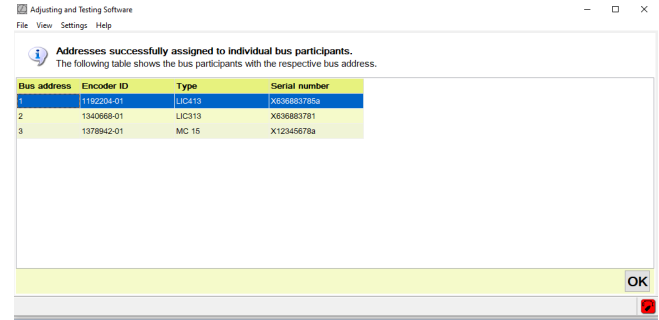 Adjusting and Testing Software
File View Settings Help
Addresses successfully assigned to individual bus participants.
The following table shows the bus participants with the respective bus address.
Bus address Encoder ID Type Serial number
1 1192204-01 LIC413 X636883785a
2 1340668-01 LIC313 X636883781
3 1378942-01 MC 15 X12345678a
OK